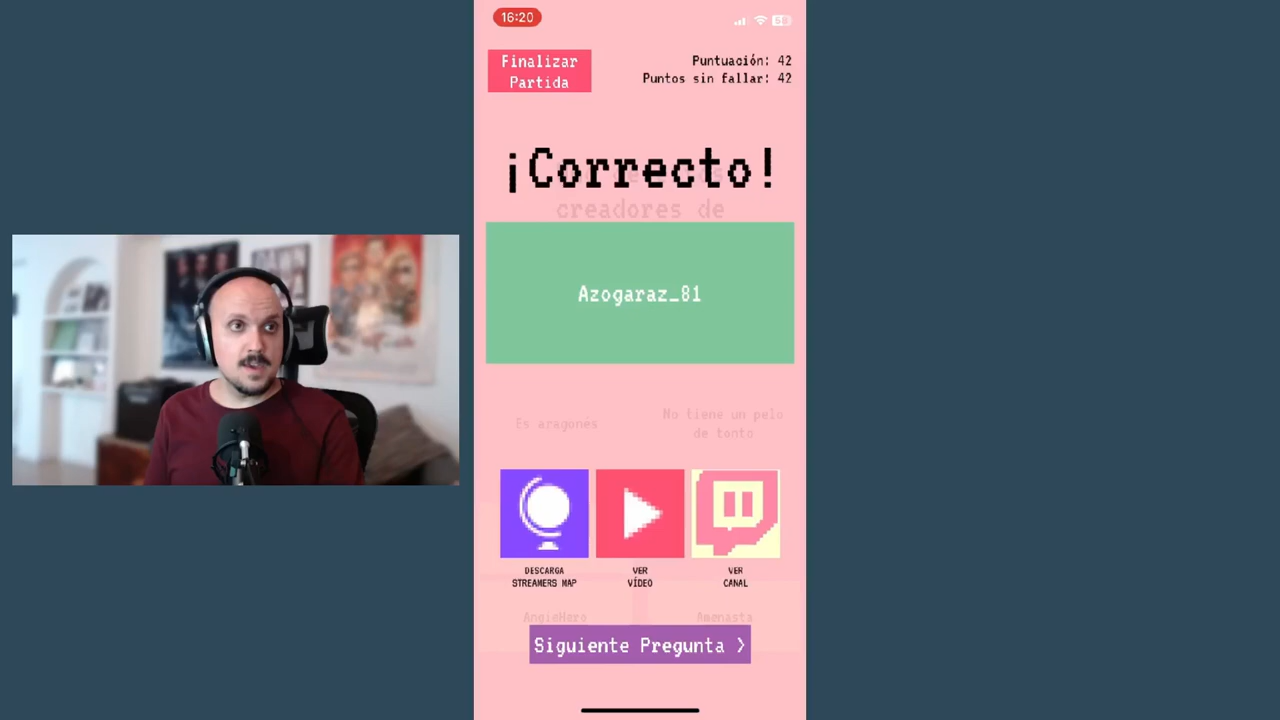 16:20
Finalizar
Partida
Puntuación: 42
Puntos sin fallar: 42
¡Correcto!
creadores de
Azogaraz_81
Es aragonés
No tiene un pelo
de tonto
DESCARGA
STREAMERS MAP
VER
VÍDEO
VER
CANAL
AngieHaro
Amenasta
Siguiente Pregunta >